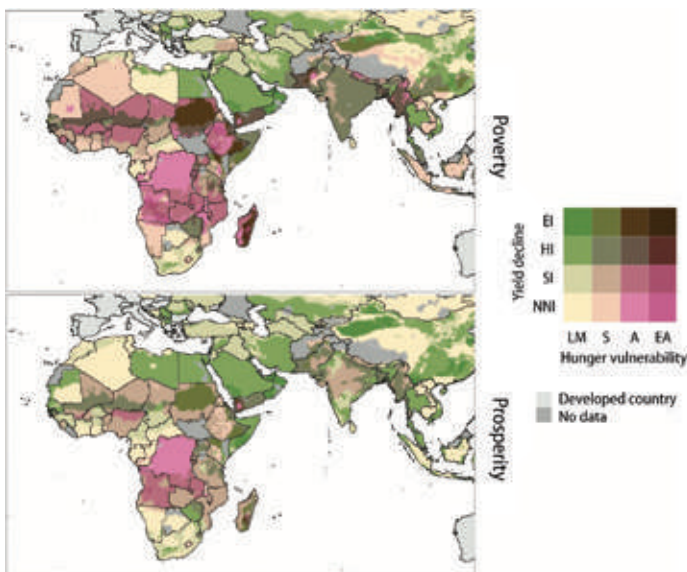 Poverty
Prosperity
Yield decline
EI
HI
SI
NNI
LM S A EA
Hunger vulnerability
Developed country
No data